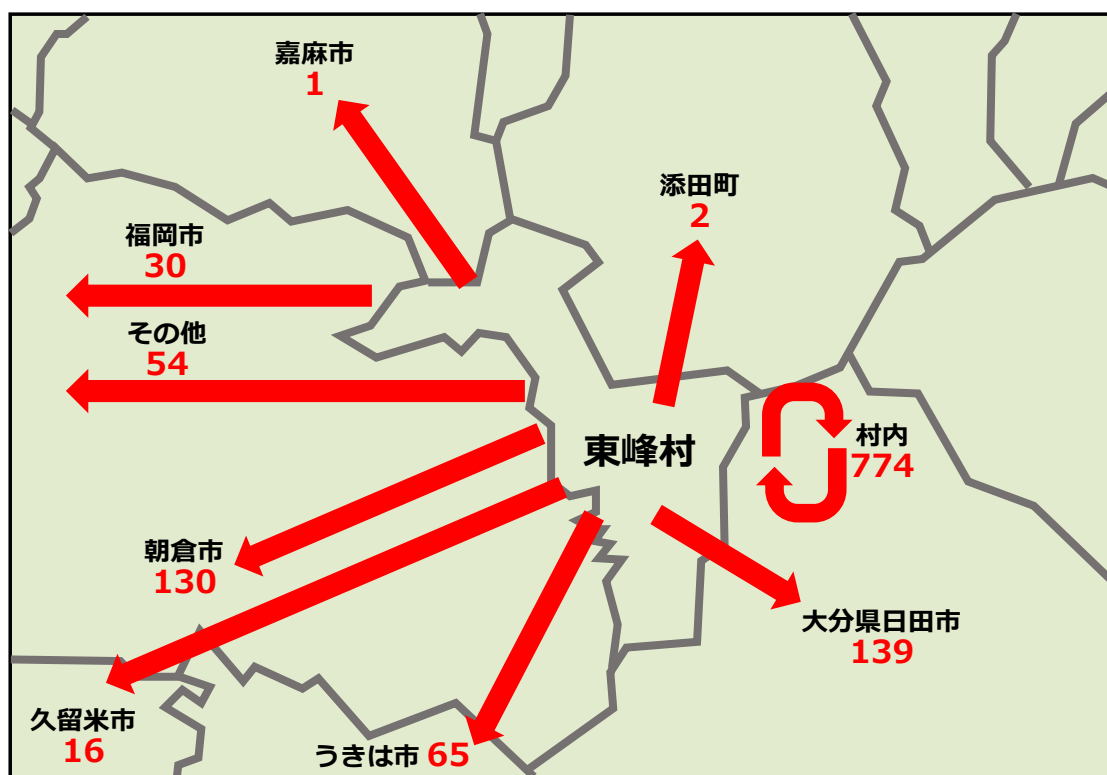 嘉麻市
1
添田町
2
福岡市
30
その他
54
東峰村
村内
774
朝倉市
130
大分県日田市
139
久留米市
16
うきは市 65